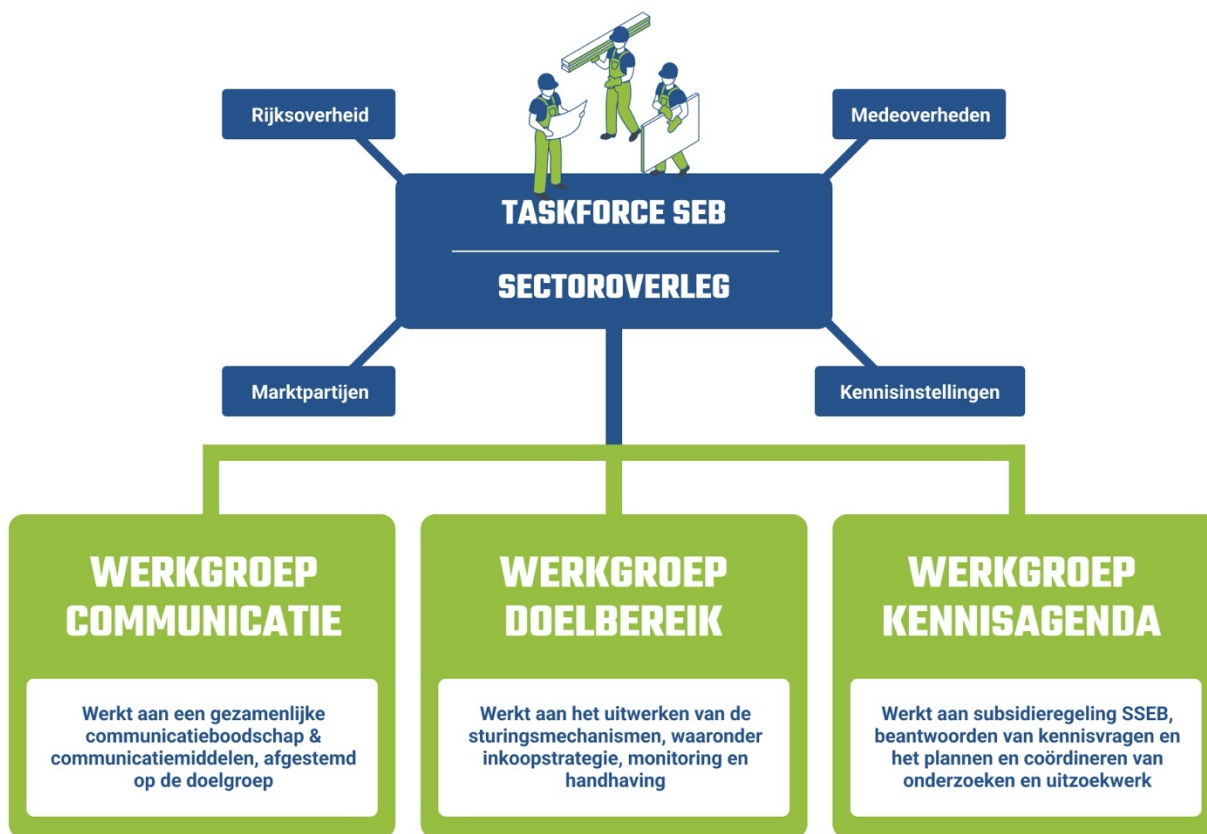 Rijksoverheid
Medeoverheden
TASKFORCE SEB
SECTOROVERLEG
Marktpartijen
Kennisinstellingen
WERKGROEP
COMMUNICATIE
Werkt aan een gezamenlijke
communicatieboodschap &
communicatiemiddelen, afgestemd
op de doelgroep
WERKGROEP
DOELBEREIK
Werkt aan het uitwerken van de
sturingsmechanismen, waaronder
inkoopstrategie, monitoring en
handhaving
WERKGROEP
KENNISAGENDA
Werkt aan subsidieregeling SSEB,
beantwoorden van kennisvragen en
het plannen en coördineren van
onderzoeken en uitzoekwerk